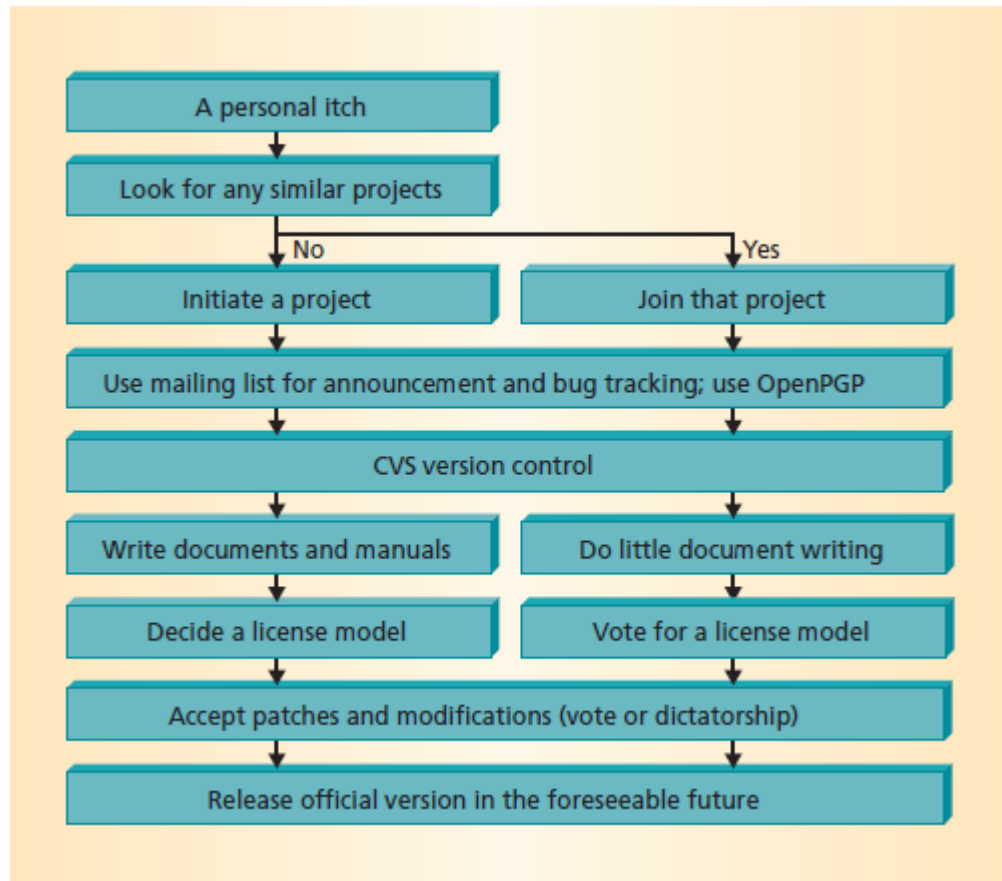 A personal itch
Look for any similar projects
No
Yes
Initiate a project
Join that project
Use mailing list for announcement and bug tracking; use OpenPGP
CVS version control
Write documents and manuals
Do little document writing
Decide a license model
Vote for a license model
Accept patches and modifications (vote or dictatorship)
Release official version in the foreseeable future